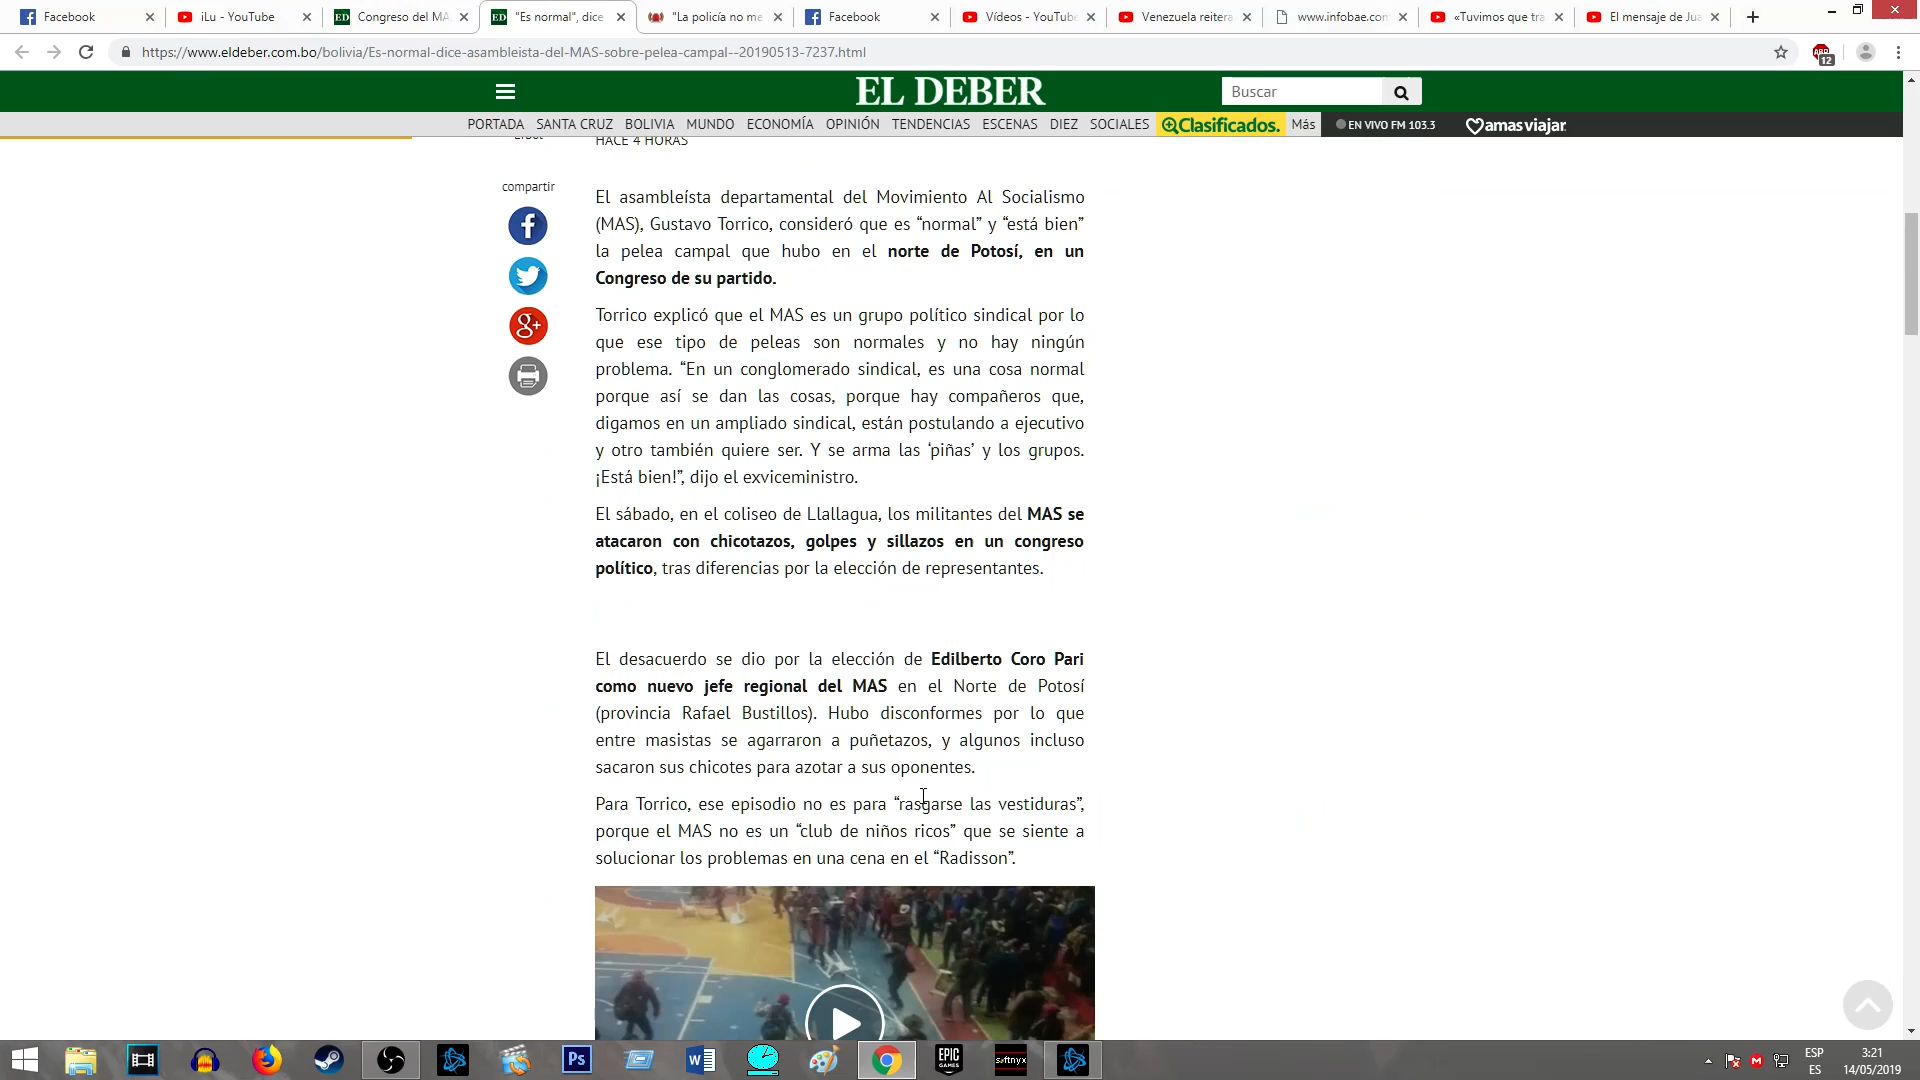 Facebook
iLu - YouTube
Congreso del MA
"Es normal", dice
"La policía no me
Facebook
Vídeos - YouTube
Venezuela reitera
www.infobae.com
«Tuvimos que tra
El mensaje de Jua
https://www.eldeber.com.bo/bolivia/Es-normal-dice-asambleista-del-MAS-sobre-pelea-campal--20190513-7237.html
12
EL DEBER
Buscar
PORTADA SANTA CRUZ BOLIVIA MUNDO ECONOMÍA OPINIÓN TENDENCIAS ESCENAS DIEZ SOCIALES Clasificados. Más EN VIVO FM 103.3 amasviajar.
HACE 4 HORAS
compartir
El asambleísta departamental del Movimiento Al Socialismo
(MAS), Gustavo Torrico, consideró que es “normal” y “está bien”
la pelea campal que hubo en el norte de Potosí, en un
Congreso de su partido.
Torrico explicó que el MAS es un grupo político sindical por lo
que ese tipo de peleas son normales y no hay ningún
problema. “En un conglomerado sindical, es una cosa normal
porque así se dan las cosas, porque hay compañeros que,
digamos en un ampliado sindical, están postulando a ejecutivo
y otro también quiere ser. Y se arma las ‘piñas’ y los grupos.
¡Está bien!”, dijo el exviceministro.
El sábado, en el coliseo de Llallagua, los militantes del MAS se
atacaron con chicotazos, golpes y sillazos en un congreso
político, tras diferencias por la elección de representantes.
El desacuerdo se dio por la elección de Edilberto Coro Pari
como nuevo jefe regional del MAS en el Norte de Potosí
(provincia Rafael Bustillos). Hubo disconformes por lo que
entre masistas se agarraron a puñetazos, y algunos incluso
sacaron sus chicotes para azotar a sus oponentes.
Para Torrico, ese episodio no es para “rasgarse las vestiduras”,
porque el MAS no es un “club de niños ricos” que se siente a
solucionar los problemas en una cena en el “Radisson”.
Ps
W
EPIC GAMES
softnyx
ESP
ES
3:21
14/05/2019